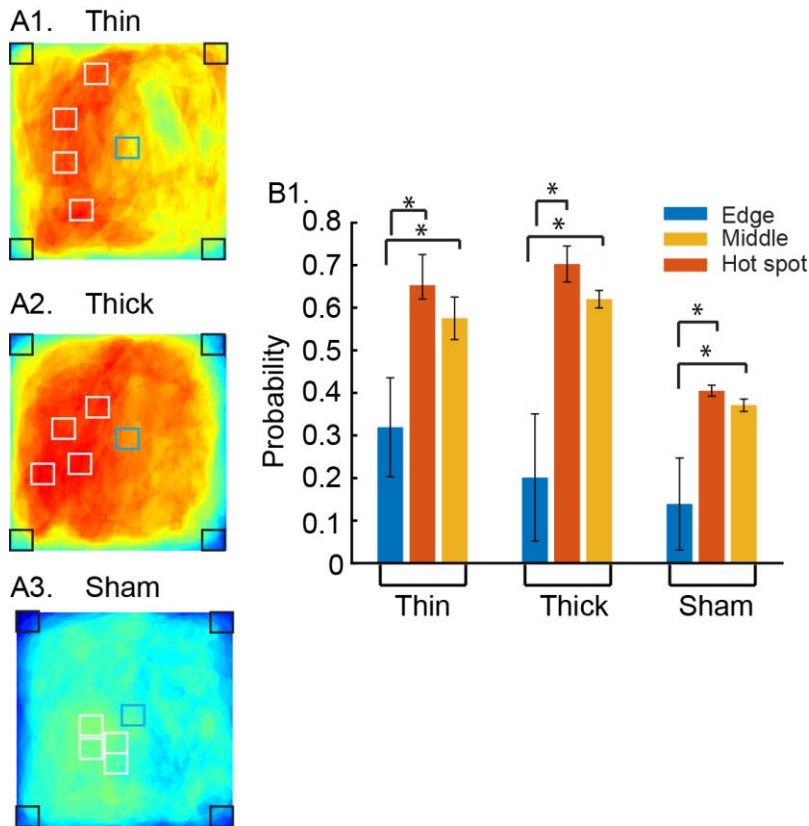 A1. Thin
A2. Thick
A3. Sham
B1.
* *
* *
* *
Edge
Middle
Hot spot
Probability
0.8
0.7
0.6
0.5
0.4
0.3
0.2
0.1
0
Thin Thick Sham